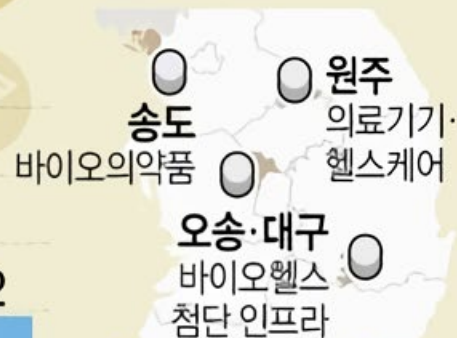 원주
의료기기·
헬스케어
송도
바이오의약품
오송·대구
바이오헬스
첨단 인프라